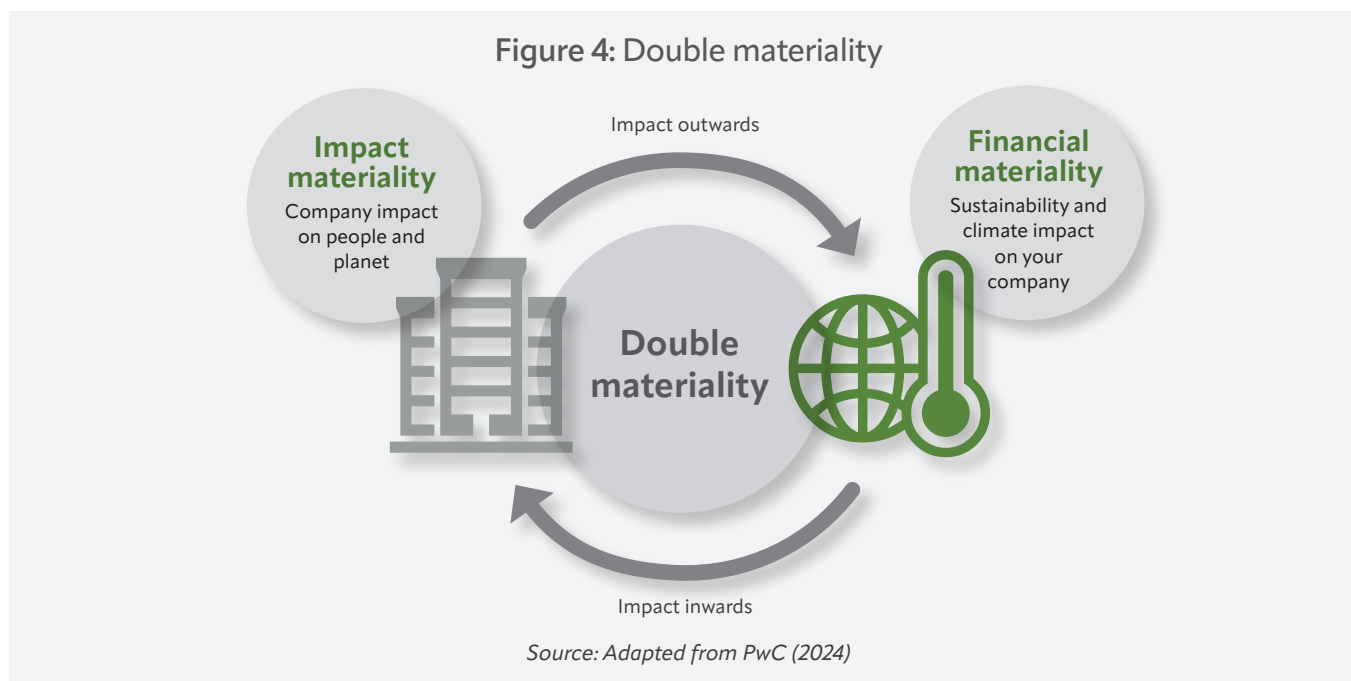 Figure 4: Double materiality
Impact outwards
Impact
materiality
Company impact
on people and
planet
Financial
materiality
Sustainability and
climate impact
on your
company
Double
materiality
Impact inwards
Source: Adapted from PwC (2024)